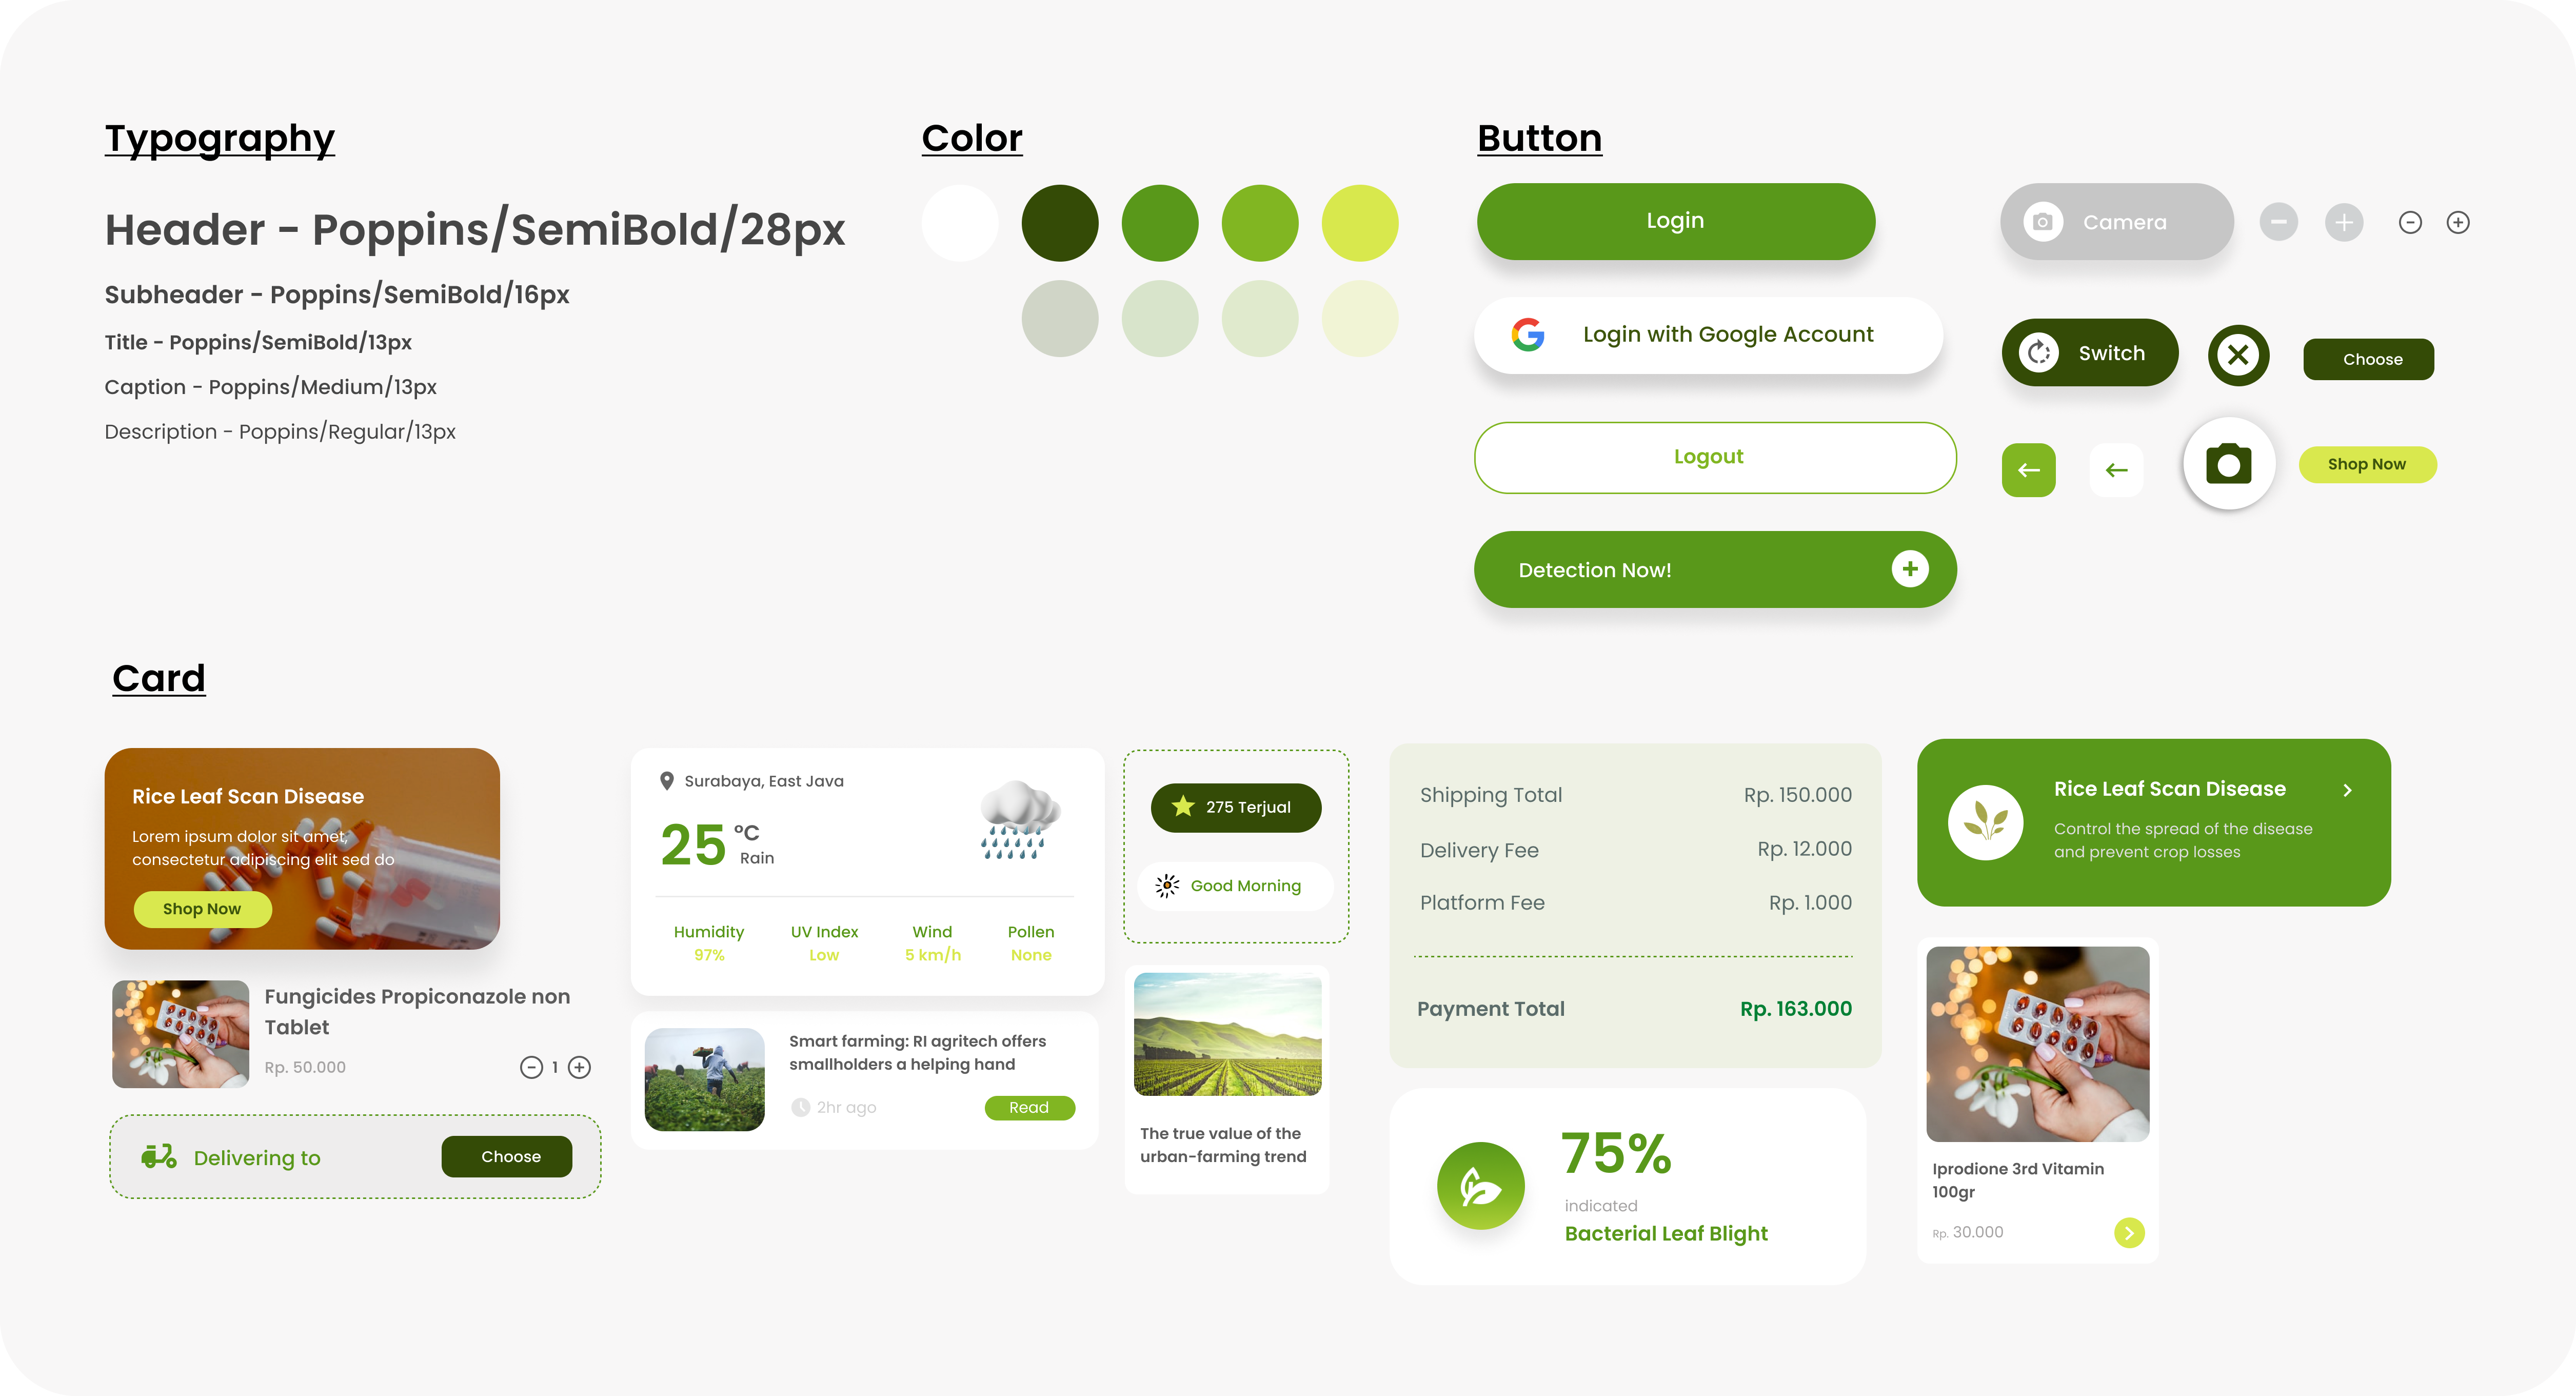 Typography
Header - Poppins/SemiBold/28px
Subheader - Poppins/SemiBold/16px
Title - Poppins/SemiBold/13px
Caption - Poppins/Medium/13px
Description - Poppins/Regular/13px
Color
Button
Login
Login with Google Account
Logout
Detection Now!
Camera
Switch
Choose
Shop Now
Card
Rice Leaf Scan Disease
Lorem ipsum dolor sit amet,
consectetur adipiscing elit sed do
Shop Now
Fungicides Propiconazole non
Tablet
Rp. 50.000
1
Delivering to
Choose
Surabaya, East Java
25 °C
Rain
Humidity UV Index Wind Pollen
97% Low 5 km/h None
Smart farming: RI agritech offers
smallholders a helping hand
2hr ago
Read
275 Terjual
Good Morning
The true value of the
urban-farming trend
Shipping Total Rp. 150.000
Delivery Fee Rp. 12.000
Platform Fee Rp. 1.000
Payment Total Rp. 163.000
75%
indicated
Bacterial Leaf Blight
Rice Leaf Scan Disease
Control the spread of the disease
and prevent crop losses
Iprodione 3rd Vitamin
100gr
Rp. 30.000